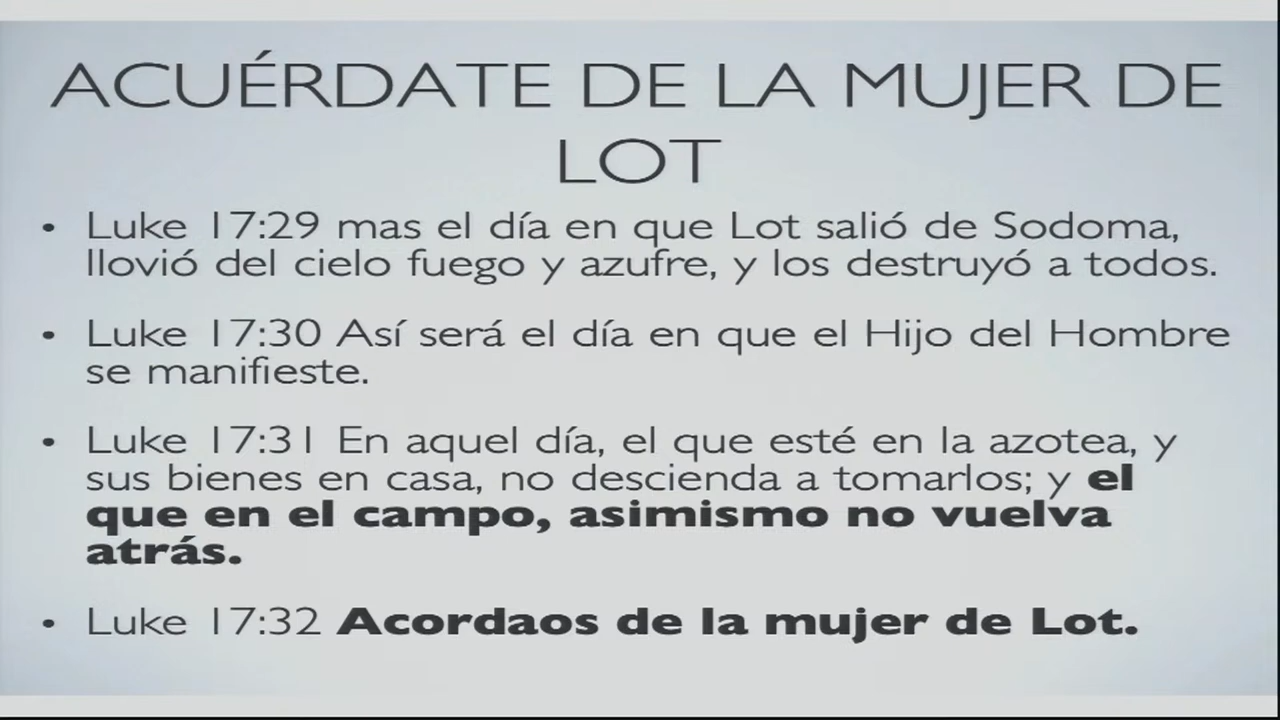 ACUÉRDATE DE LA MUJER DE
LOT
• Luke 17:29 mas el día en que Lot salió de Sodoma,
llovió del cielo fuego y azufre, y los destruyó a todos.
• Luke 17:30 Así será el día en que el Hijo del Hombre
se manifieste.
• Luke 17:31 En aquel día, el que esté en la azotea, y
sus bienes en casa, no descienda a tomarlos; y el
que en el campo, asimismo no vuelva
atrás.
• Luke 17:32 Acordaos de la mujer de Lot.